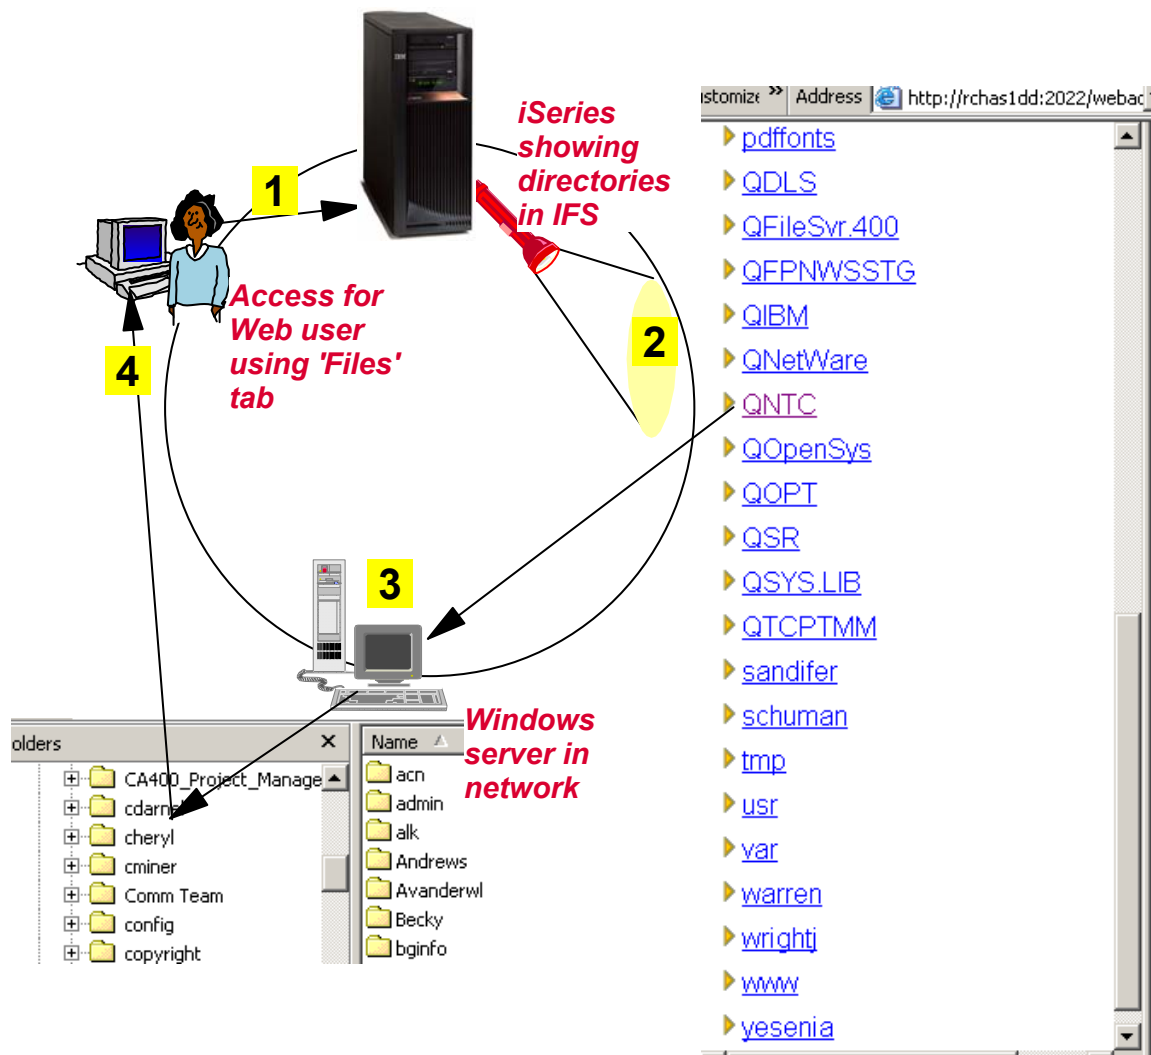 IBM
iSeries
showing
directories
in IFS
1
Access for
Web user
using 'Files'
tab
2
4
3
Windows
server in
network
ustomize » Address http://rchas1dd:2022/webac
pdffonts
QDLS
QFileSvr.400
QFPNWSSTG
QIBM
QNetWare
QNTC
QOpenSys
QOPT
QSR
QSYS.LIB
QTCPTMM
sandifer
schuman
tmp
usr
var
warren
wrightj
www
yesenia
olders
CA400_Project_Manage
cheryl
cminer
Comm Team
config
copyright
Name
acn
admin
alk
Andrews
Avanderwl
Becky
bginfo